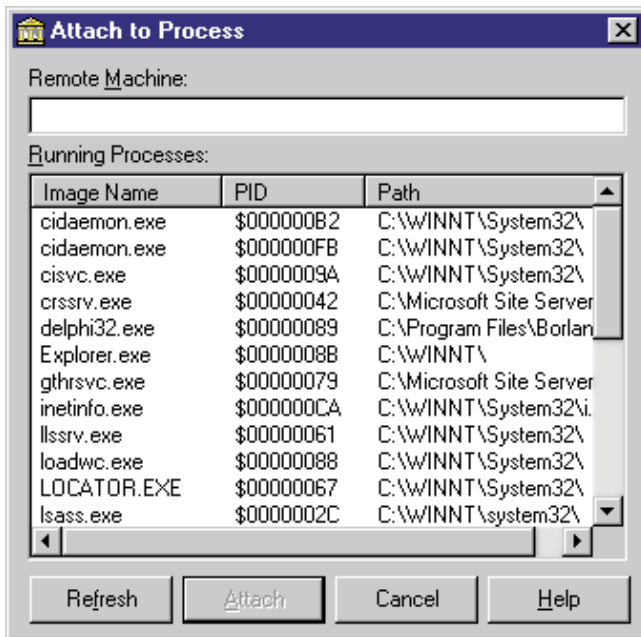 Attach to Process
Remote Machine:
Running Processes:
Image Name PID Path
cidaemon.exe $000000B2 C:\WINNT\System32\
cidaemon.exe $000000FB C:\WINNT\System32\
cisvc.exe $0000009A C:\WINNT\System32\
crssrv.exe $00000042 C:\Microsoft Site Server
delphi32.exe $00000089 C:\Program Files\Borlan
Explorer.exe $0000008B C:\WINNT\
gthrsvc.exe $00000079 C:\Microsoft Site Server
inetinfo.exe $000000CA C:\WINNT\System32\i.
llssrv.exe $00000061 C:\WINNT\System32\
loadwc.exe $00000088 C:\WINNT\System32\
LOCATOR.EXE $00000067 C:\WINNT\System32\
lsass.exe $0000002C C:\WINNT\system32\
Refresh Attach Cancel Help